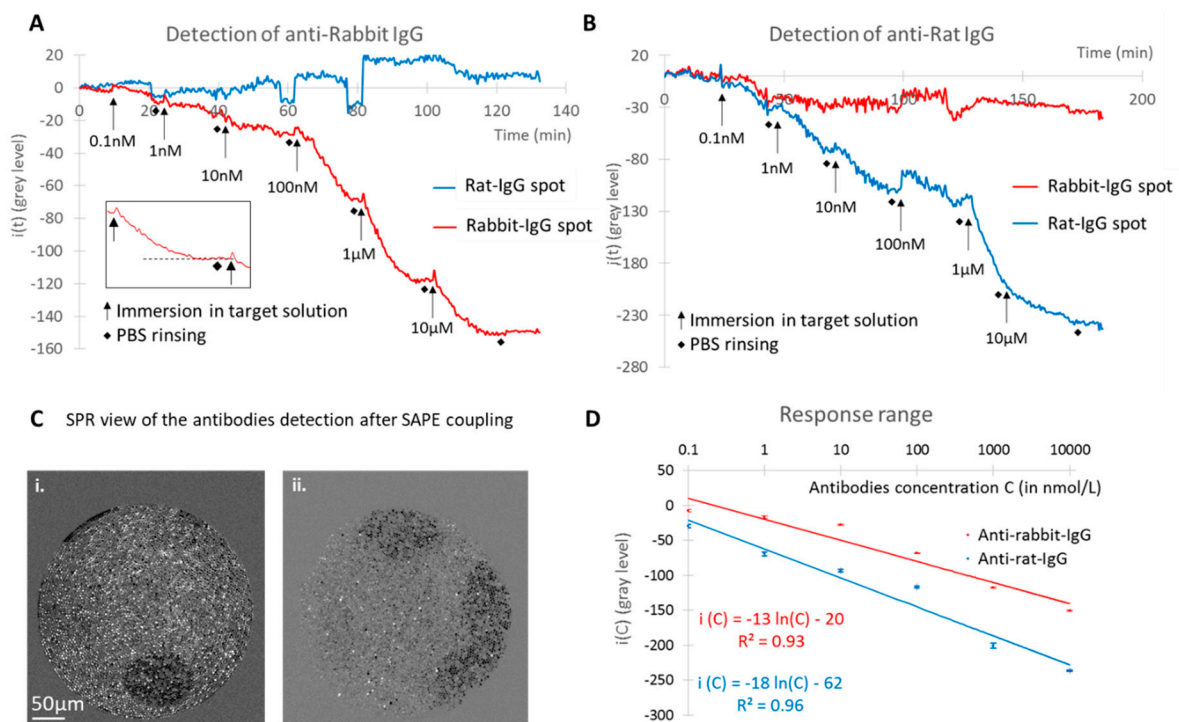 A
Detection of anti-Rabbit IgG
20
0
-20
-40
-60
-80
-100
-120
-140
-160
i(t) (grey level)
0
20
40
60
80
100
120
140
Time (min)
0.1nM
1nM
10nM
100nM
1µM
10µM
Rat-IgG spot
Rabbit-IgG spot
Immersion in target solution
PBS rinsing
B
Detection of anti-Rat IgG
Time (min)
20
-30
-80
-130
-180
-230
-280
i(t) (grey level)
0
50
100
150
200
0.1nM
1nM
10nM
100nM
1µM
10µM
Rabbit-IgG spot
Rat-IgG spot
Immersion in target solution
PBS rinsing
C SPR view of the antibodies detection after SAPE coupling
i.
ii.
50µm
D
Response range
0.1 1 10 100 1000 10000
Antibodies concentration C (in nmol/L)
50
0
-50
-100
-150
-200
-250
-300
i(C) (gray level)
Anti-rabbit-IgG
Anti-rat-IgG
i (C) = -13 ln(C) - 20
R² = 0.93
i (C) = -18 ln(C) - 62
R² = 0.96